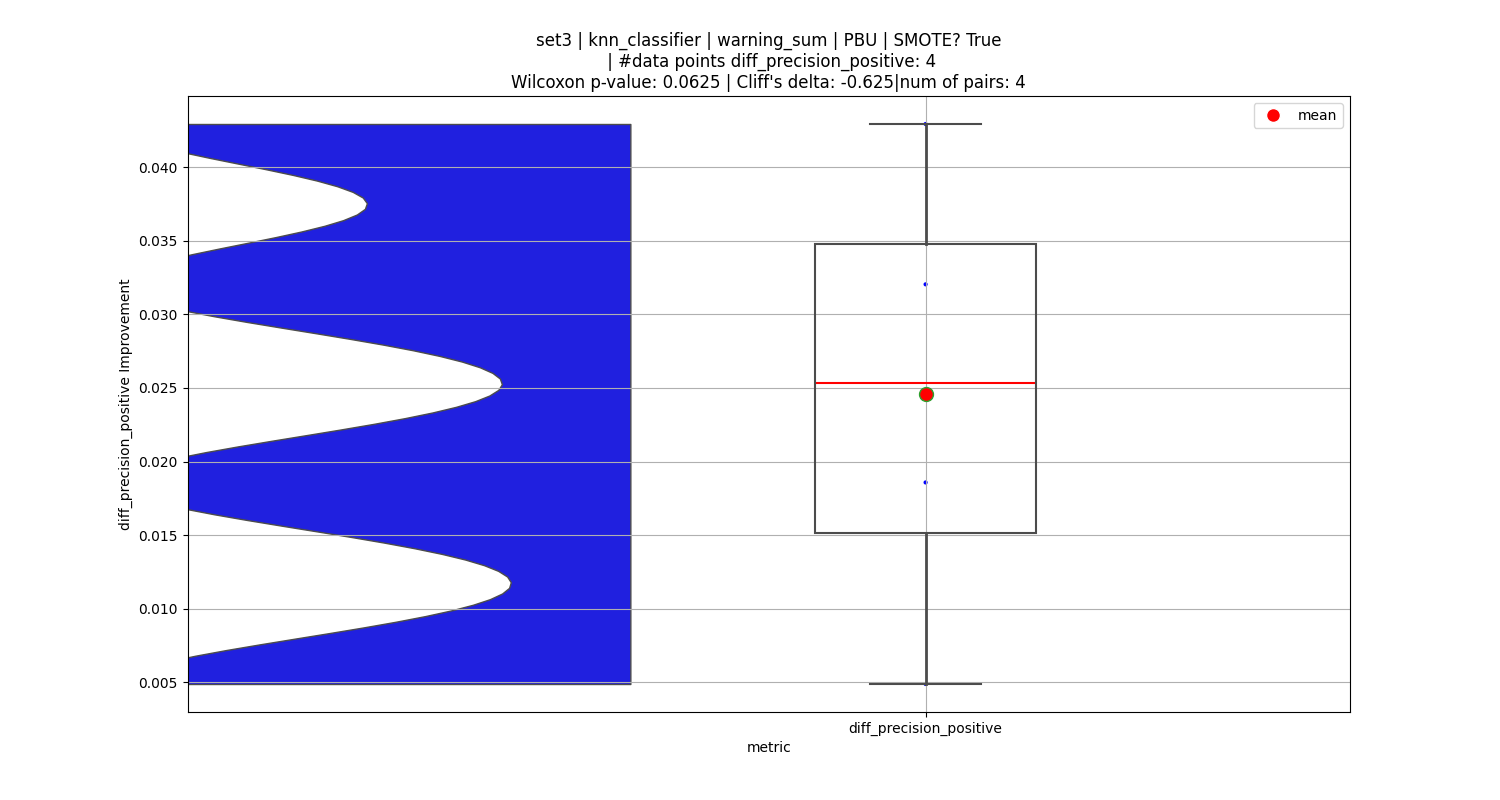 set3 | knn_classifier | warning_sum | PBU | SMOTE? True
| #data points diff_precision_positive: 4
Wilcoxon p-value: 0.0625 | Cliff's delta: -0.625|num of pairs: 4
mean
0.040
0.035
0.030
0.025
0.020
0.015
0.010
0.005
diff_precision_positive Improvement
diff_precision_positive
metric